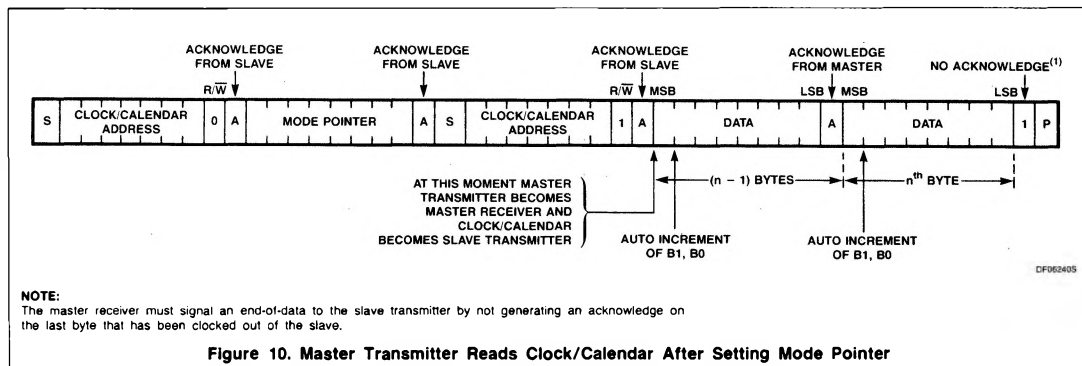 ACKNOWLEDGE
FROM SLAVE
ACKNOWLEDGE
FROM SLAVE
ACKNOWLEDGE
FROM SLAVE
ACKNOWLEDGE
FROM MASTER
NO ACKNOWLEDGE(1)
R/W̅
R/W̅ MSB
LSB MSB
LSB
S CLOCK/CALENDAR ADDRESS 0 A MODE POINTER A S CLOCK/CALENDAR ADDRESS 1 A DATA A DATA 1 P
(n − 1) BYTES
nth BYTE
AT THIS MOMENT MASTER
TRANSMITTER BECOMES
MASTER RECEIVER AND
CLOCK/CALENDAR
BECOMES SLAVE TRANSMITTER
AUTO INCREMENT
OF B1, B0
AUTO INCREMENT
OF B1, B0
DF06240S
NOTE:
The master receiver must signal an end-of-data to the slave transmitter by not generating an acknowledge on
the last byte that has been clocked out of the slave.
Figure 10. Master Transmitter Reads Clock/Calendar After Setting Mode Pointer